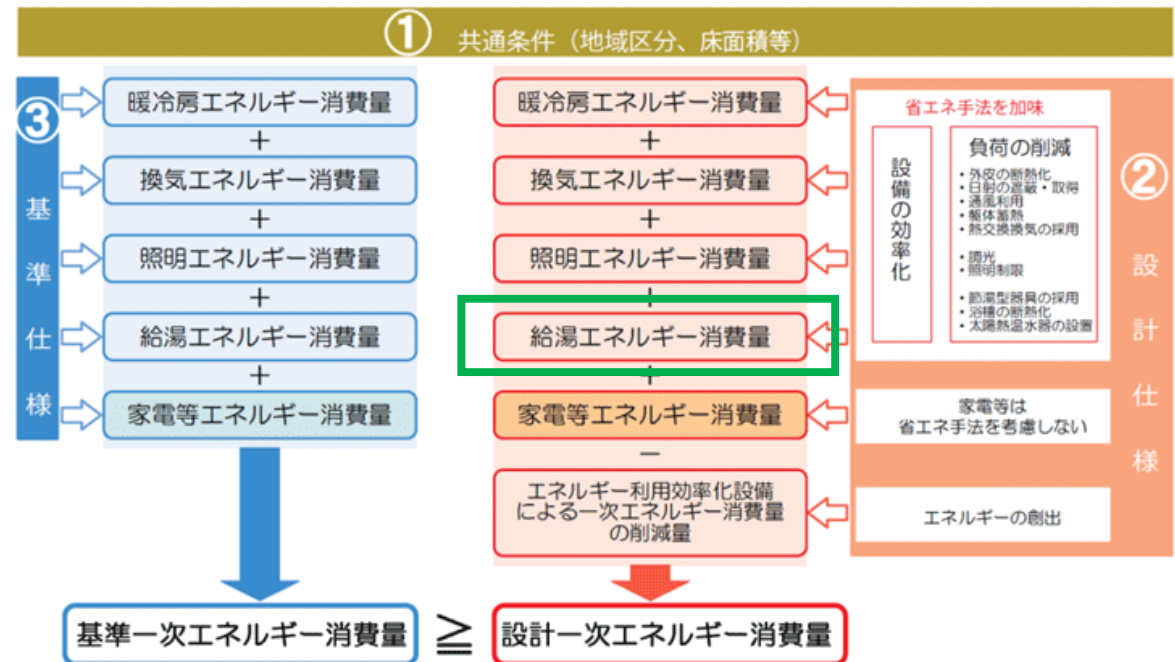 ① 共通条件（地域区分、床面積等）
③
基準仕様
暖冷房エネルギー消費量
+
換気エネルギー消費量
+
照明エネルギー消費量
+
給湯エネルギー消費量
+
家電等エネルギー消費量
暖冷房エネルギー消費量
+
換気エネルギー消費量
+
照明エネルギー消費量
+
給湯エネルギー消費量
+
家電等エネルギー消費量
−
エネルギー利用効率化設備
による一次エネルギー消費量
の削減量
省エネ手法を加味
設備の効率化
負荷の削減
・外皮の断熱化
・日射の遮蔽・取得
・通風利用
・躯体蓄熱
・熱交換換気の採用
・調光
・照明制限
・節湯型器具の採用
・浴槽の断熱化
・太陽熱温水器の設置
家電等は
省エネ手法を考慮しない
エネルギーの創出
②
設計仕様
基準一次エネルギー消費量 ≧ 設計一次エネルギー消費量